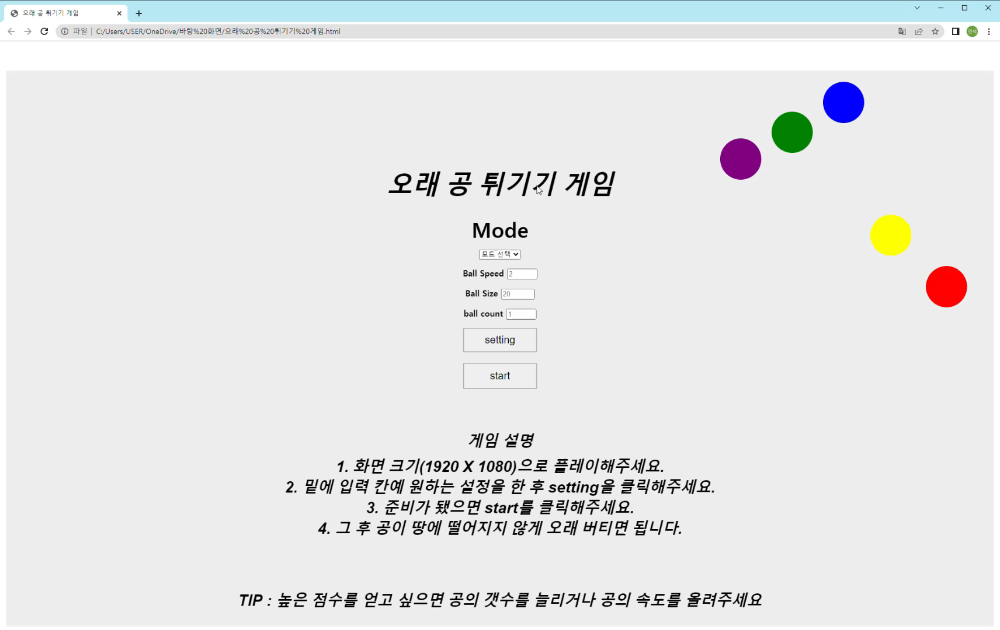 오래 공 튀기기 게임
파일 | C:/Users/USER/OneDrive/바탕%20화면/오래%20공%20튀기기%20게임.html
인석
오래 공 튀기기 게임
Mode
모드 선택
Ball Speed 2
Ball Size 20
ball count 1
setting
start
게임 설명
1. 화면 크기(1920 X 1080)으로 플레이해주세요.
2. 밑에 입력 칸예 원하는 설정을 한 후 setting을 클릭해주세요.
3. 준비가 됐으면 start를 클릭해주세요.
4. 그 후 공이 땅에 떨어지지 않게 오래 버티면 됩니다.
TIP : 높은 점수를 얻고 싶으면 공의 갯수를 늘리거나 공의 속도를 올려주세요